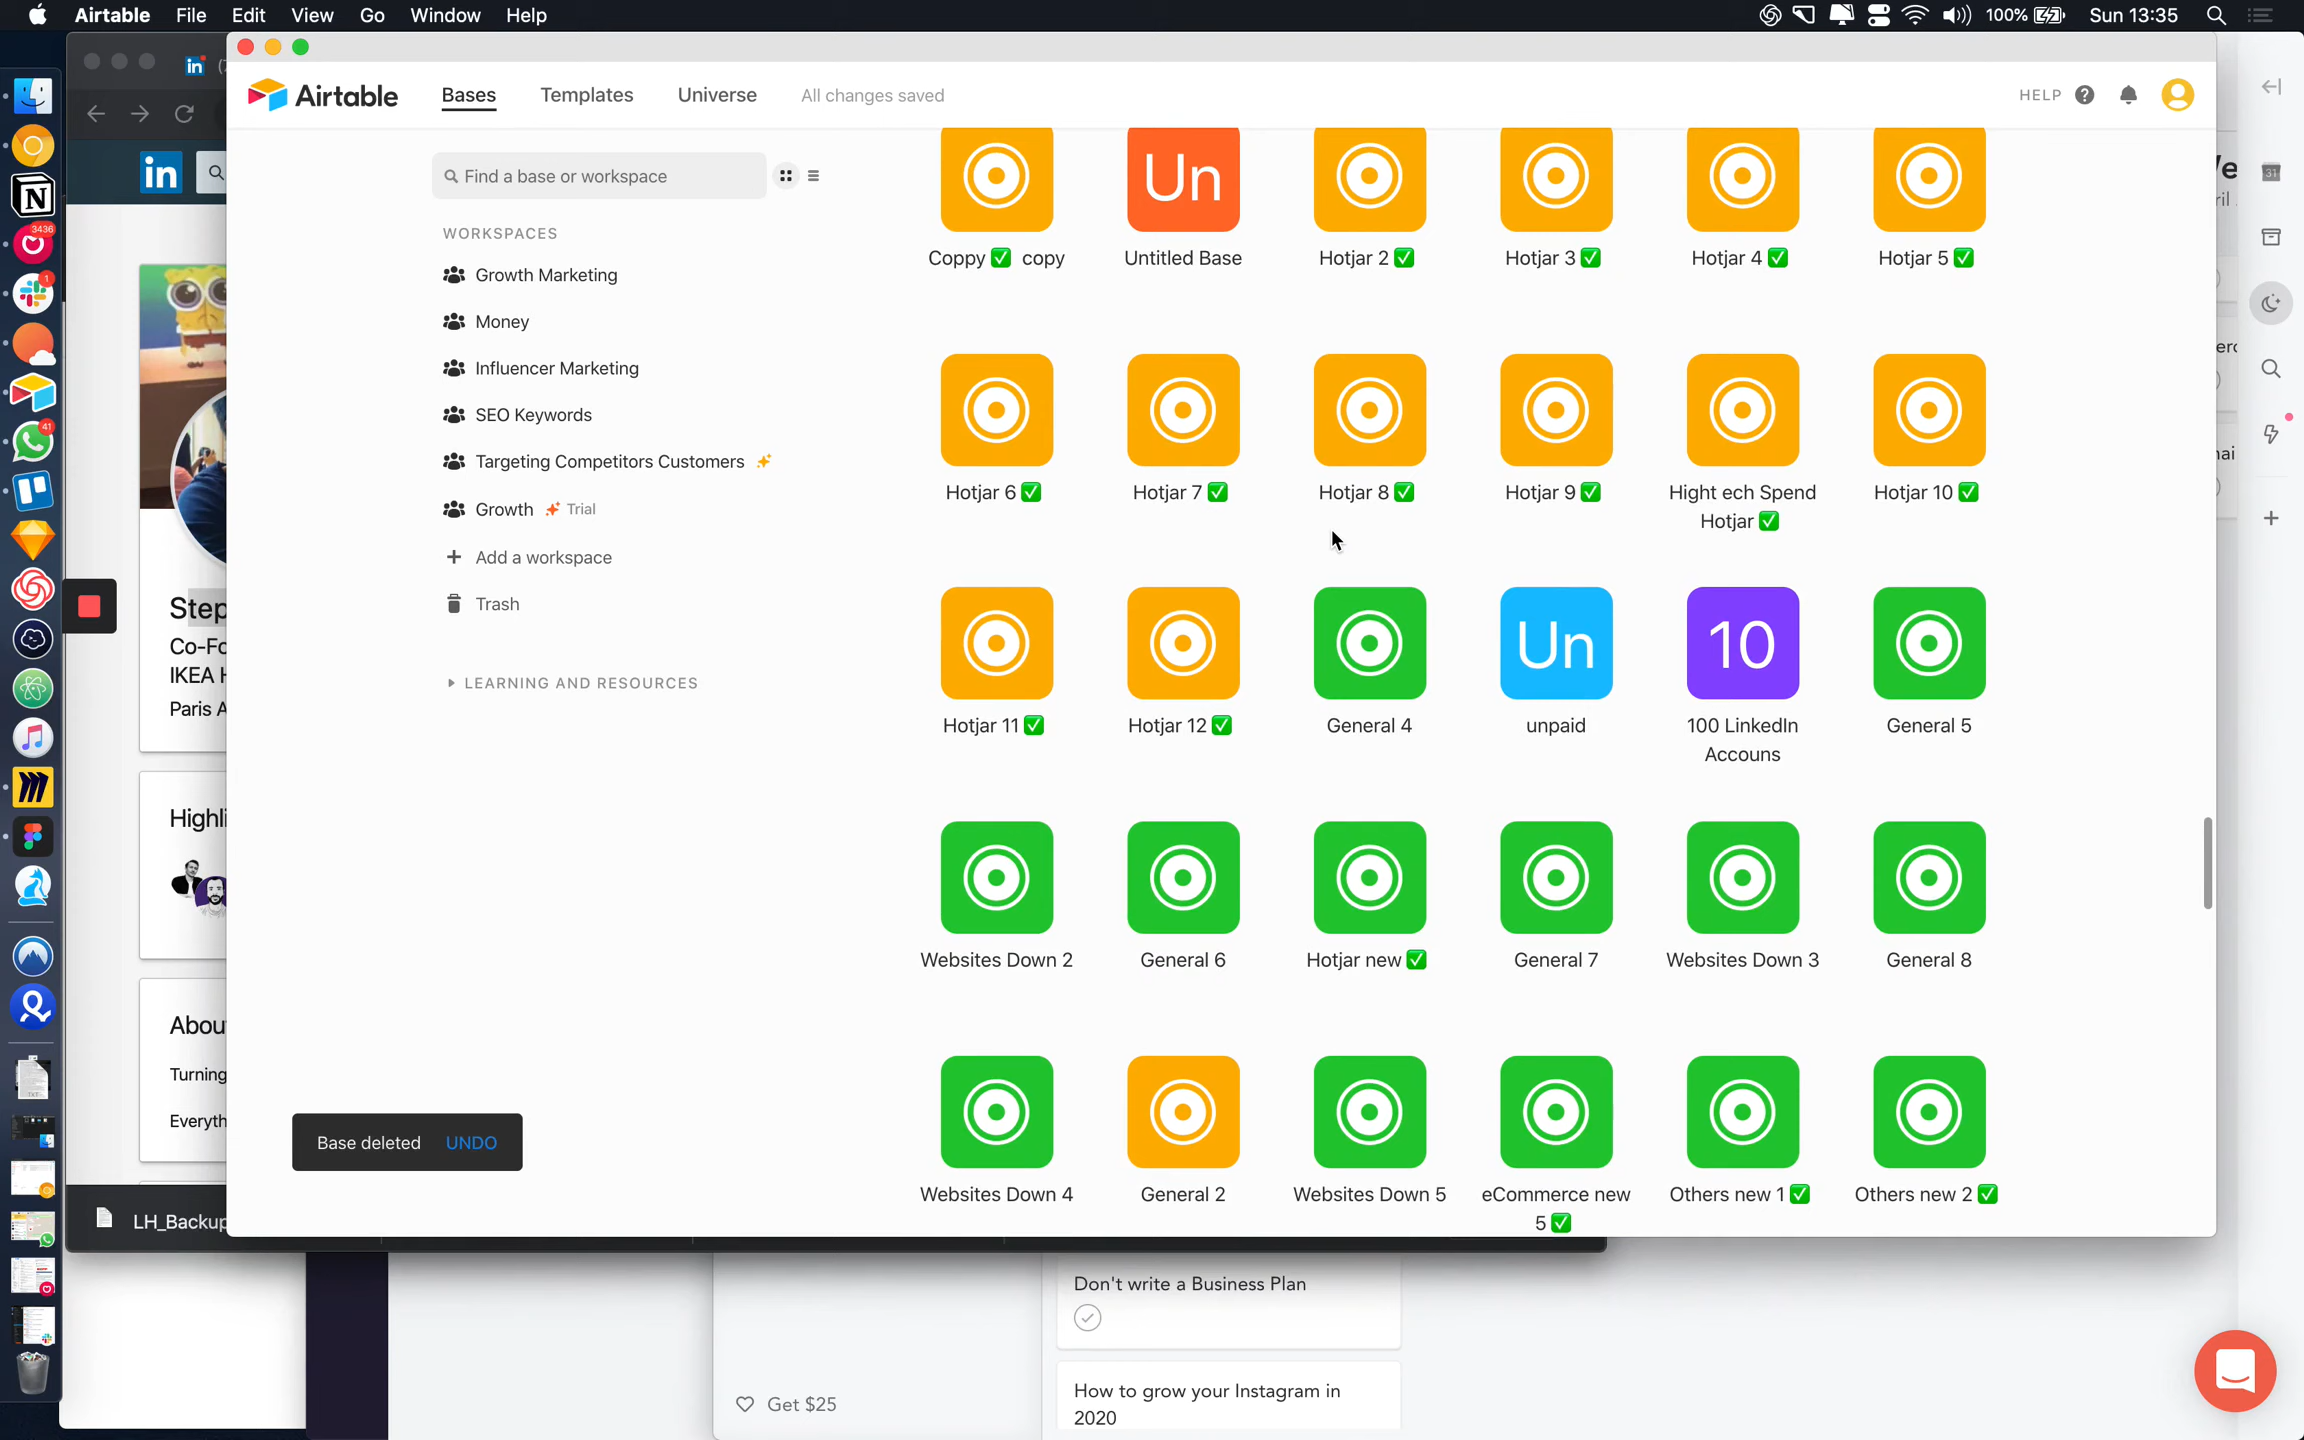 Airtable File Edit View Go Window Help
100% Sun 13:35
Airtable Bases Templates Universe All changes saved
HELP
Find a base or workspace
WORKSPACES
Growth Marketing
Money
Influencer Marketing
SEO Keywords
Targeting Competitors Customers
Growth Trial
Add a workspace
Trash
LEARNING AND RESOURCES
Coppy ✅ copy
Untitled Base
Hotjar 2 ✅
Hotjar 3 ✅
Hotjar 4 ✅
Hotjar 5 ✅
Hotjar 6 ✅
Hotjar 7 ✅
Hotjar 8 ✅
Hotjar 9 ✅
Hight ech Spend
Hotjar ✅
Hotjar 10 ✅
Un
Un
10
Hotjar 11 ✅
Hotjar 12 ✅
General 4
unpaid
100 LinkedIn
Accouns
General 5
Websites Down 2
General 6
Hotjar new ✅
General 7
Websites Down 3
General 8
Websites Down 4
General 2
Websites Down 5
eCommerce new
5 ✅
Others new 1 ✅
Others new 2 ✅
Base deleted UNDO
in
in
Step
Co-Fo
IKEA H
Paris A
Highli
Abou
Turning
Everyth
LH_Backup
3436
1
41
31
Don't write a Business Plan
How to grow your Instagram in
2020
Get $25